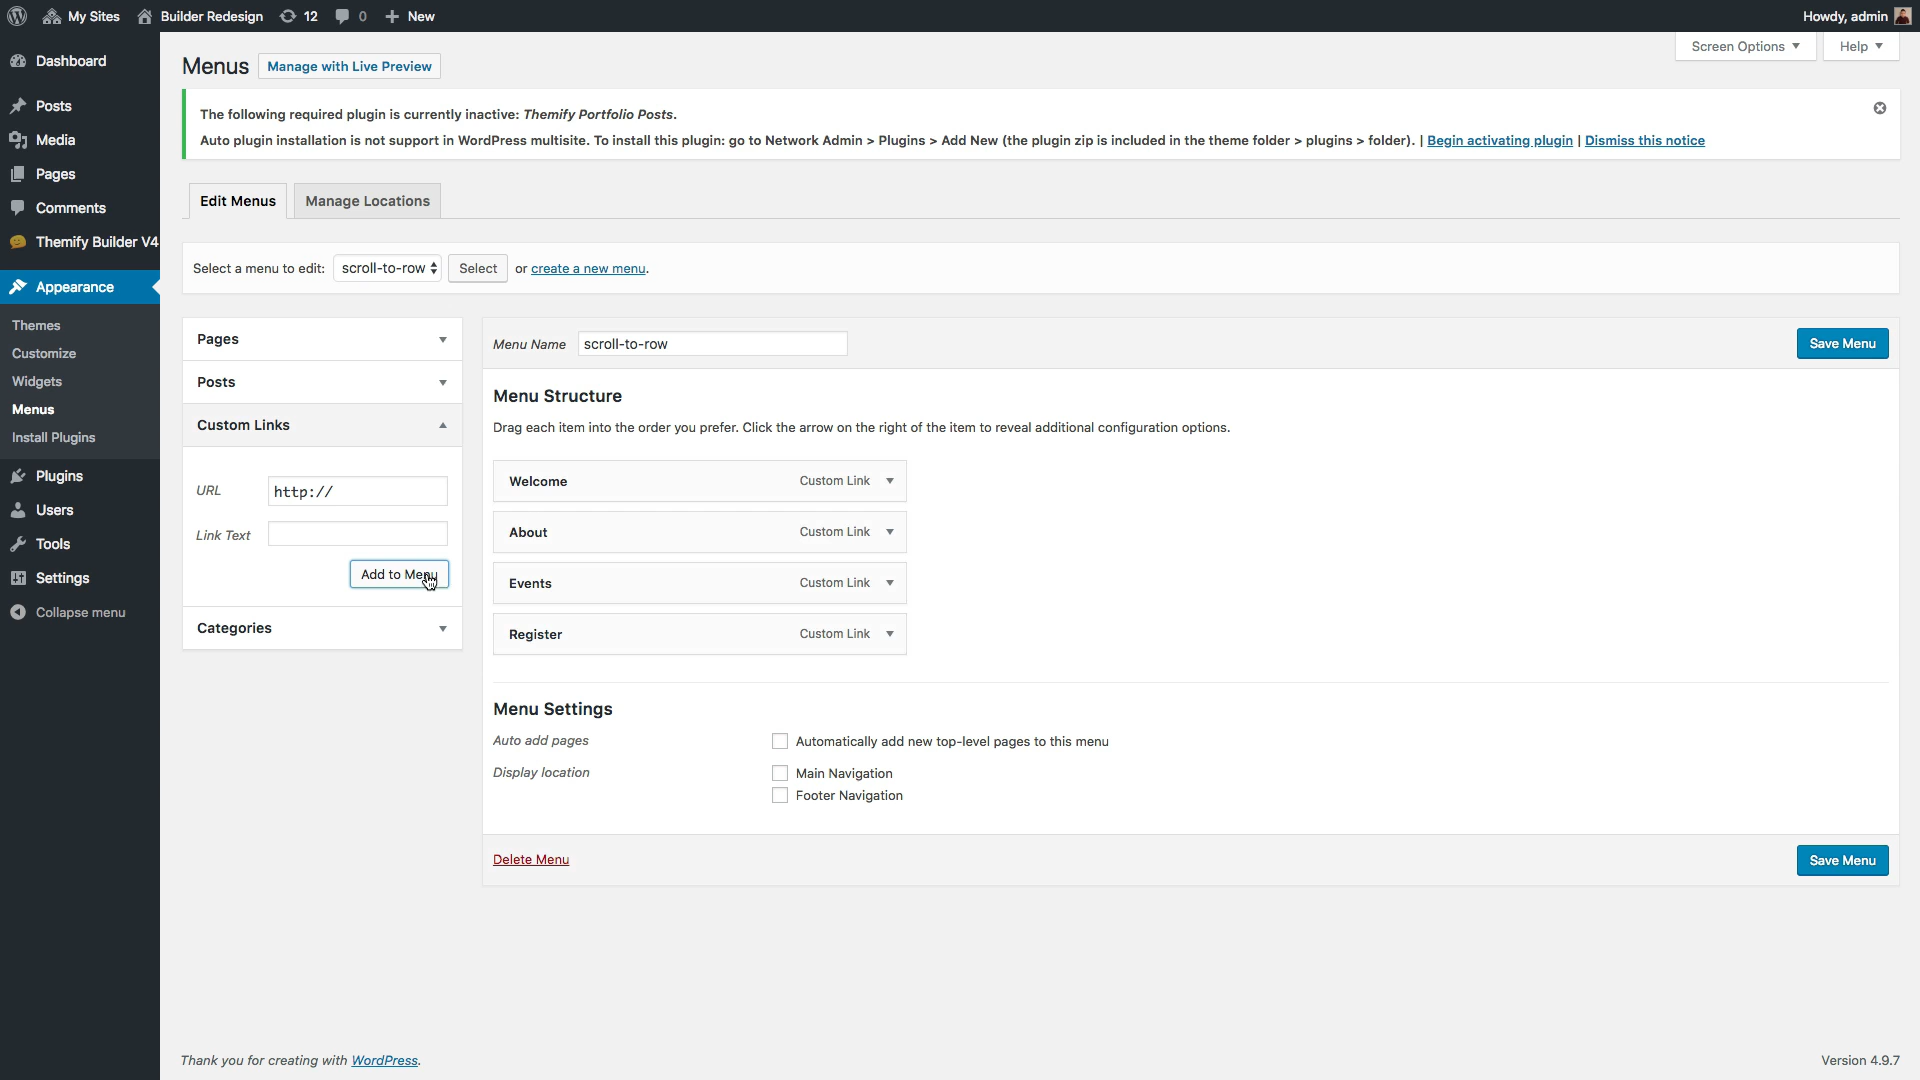 My Sites
Builder Redesign
12
0
New
Howdy, admin
Dashboard
Posts
Media
Pages
Comments
Themify Builder V4
Appearance
Themes
Customize
Widgets
Menus
Install Plugins
Plugins
Users
Tools
Settings
Collapse menu
Screen Options
Help
Menus
Manage with Live Preview
The following required plugin is currently inactive: Themify Portfolio Posts.
Auto plugin installation is not support in WordPress multisite. To install this plugin: go to Network Admin > Plugins > Add New (the plugin zip is included in the theme folder > plugins > folder). | Begin activating plugin | Dismiss this notice
Edit Menus
Manage Locations
Select a menu to edit: scroll-to-row Select or create a new menu.
Pages
Posts
Custom Links
URL http://
Link Text
Add to Menu
Categories
Menu Name scroll-to-row
Save Menu
Menu Structure
Drag each item into the order you prefer. Click the arrow on the right of the item to reveal additional configuration options.
Welcome Custom Link
About Custom Link
Events Custom Link
Register Custom Link
Menu Settings
Auto add pages
Automatically add new top-level pages to this menu
Display location
Main Navigation
Footer Navigation
Delete Menu
Save Menu
Thank you for creating with WordPress.
Version 4.9.7